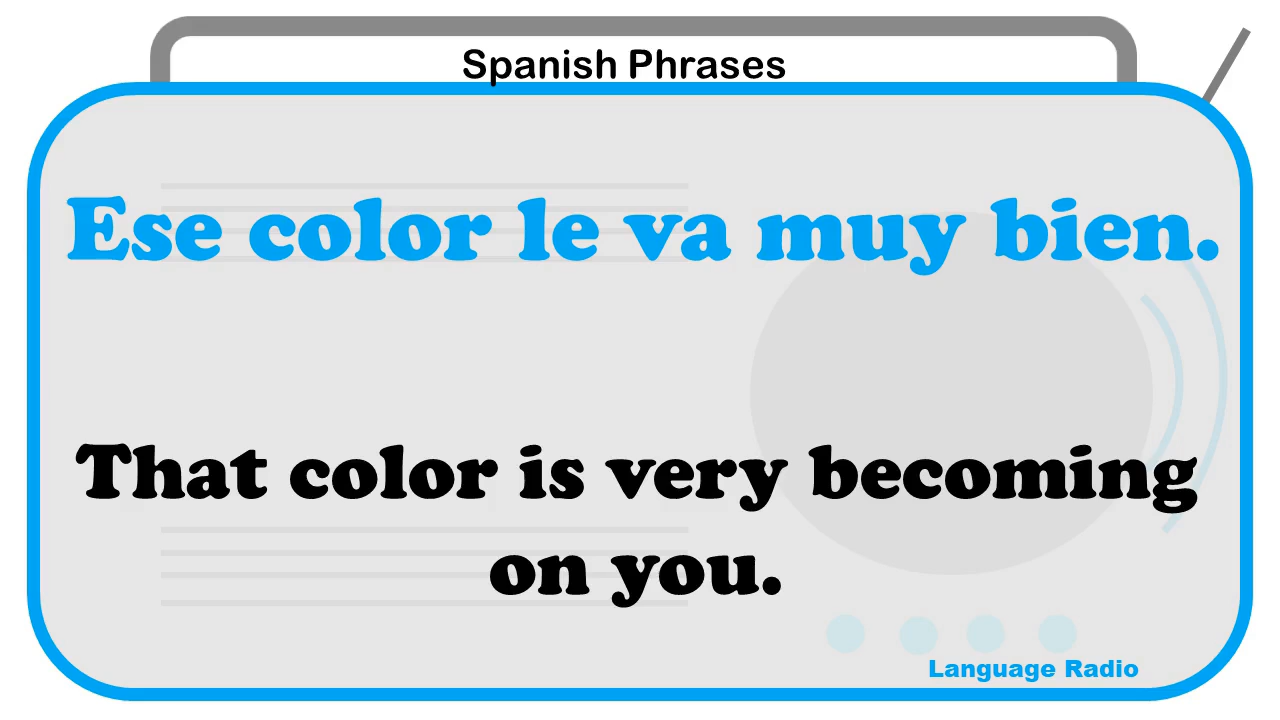 Spanish Phrases
Ese color le va muy bien.
That color is very becoming
on you.
Language Radio